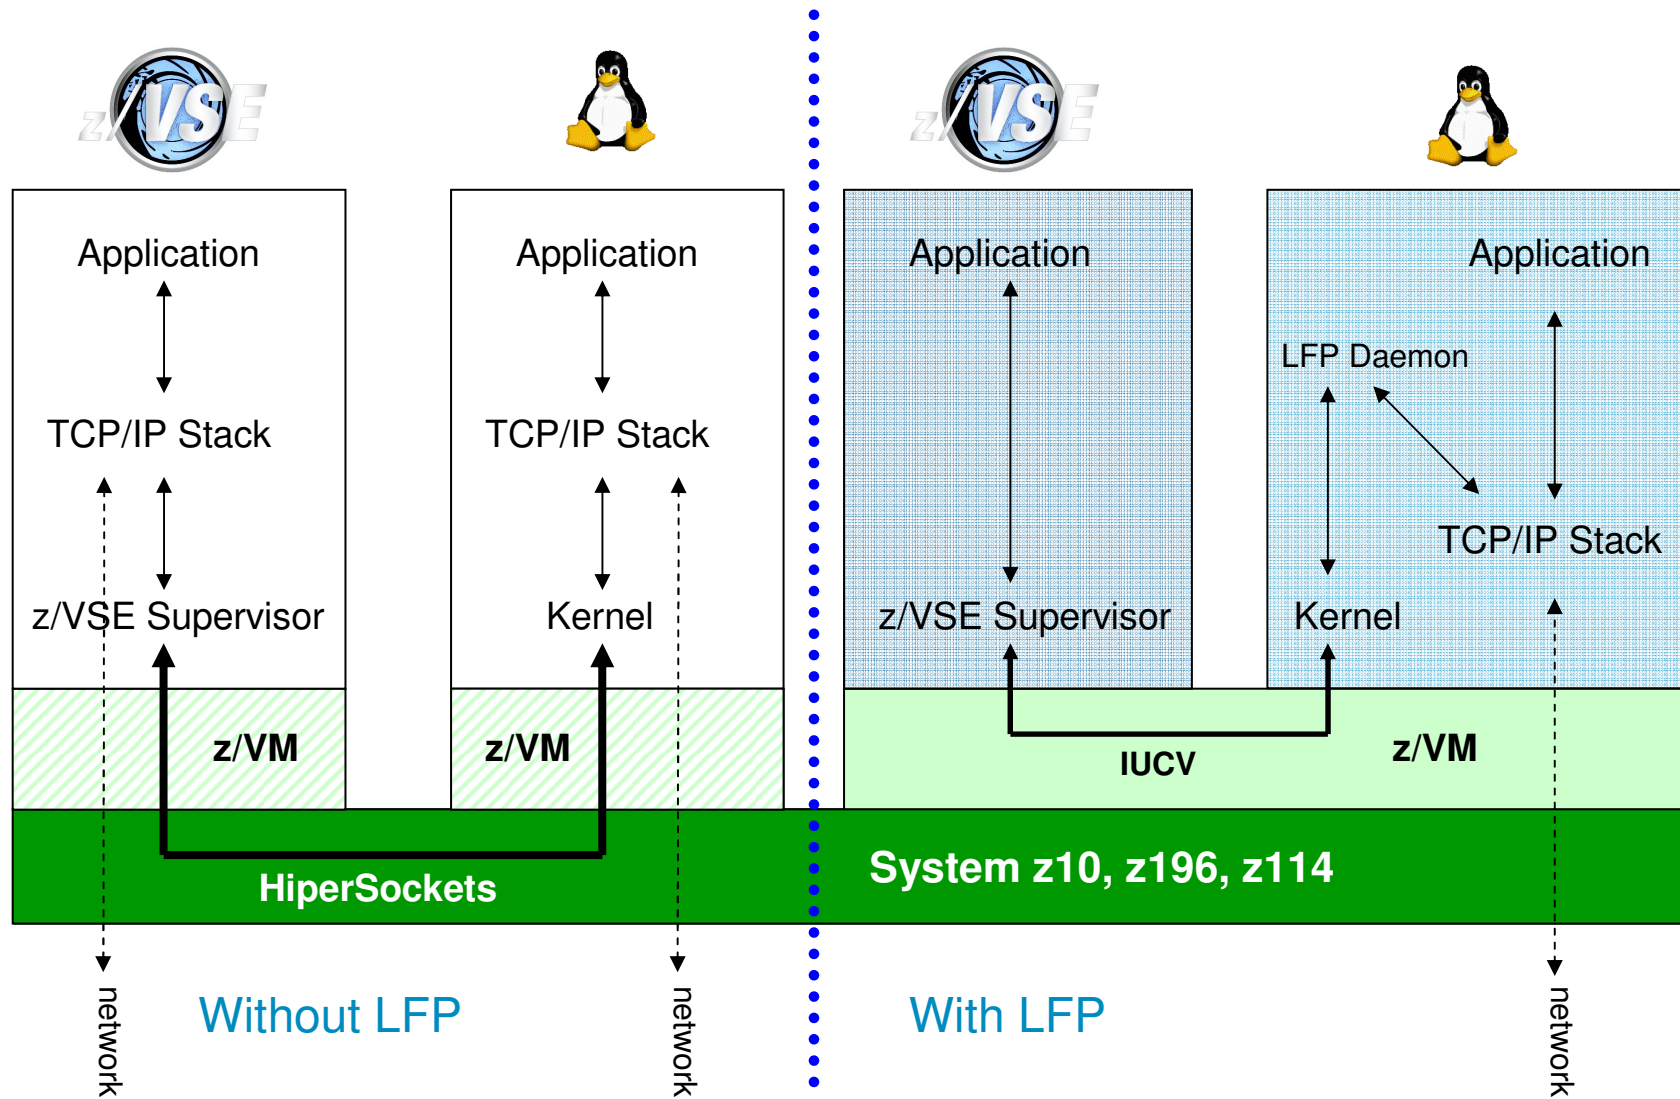 z/VSE
z/VSE
Application
Application
Application
Application
LFP Daemon
TCP/IP Stack
TCP/IP Stack
TCP/IP Stack
z/VSE Supervisor
Kernel
z/VSE Supervisor
Kernel
z/VM
z/VM
IUCV
z/VM
HiperSockets
System z10, z196, z114
network
Without LFP
network
With LFP
network